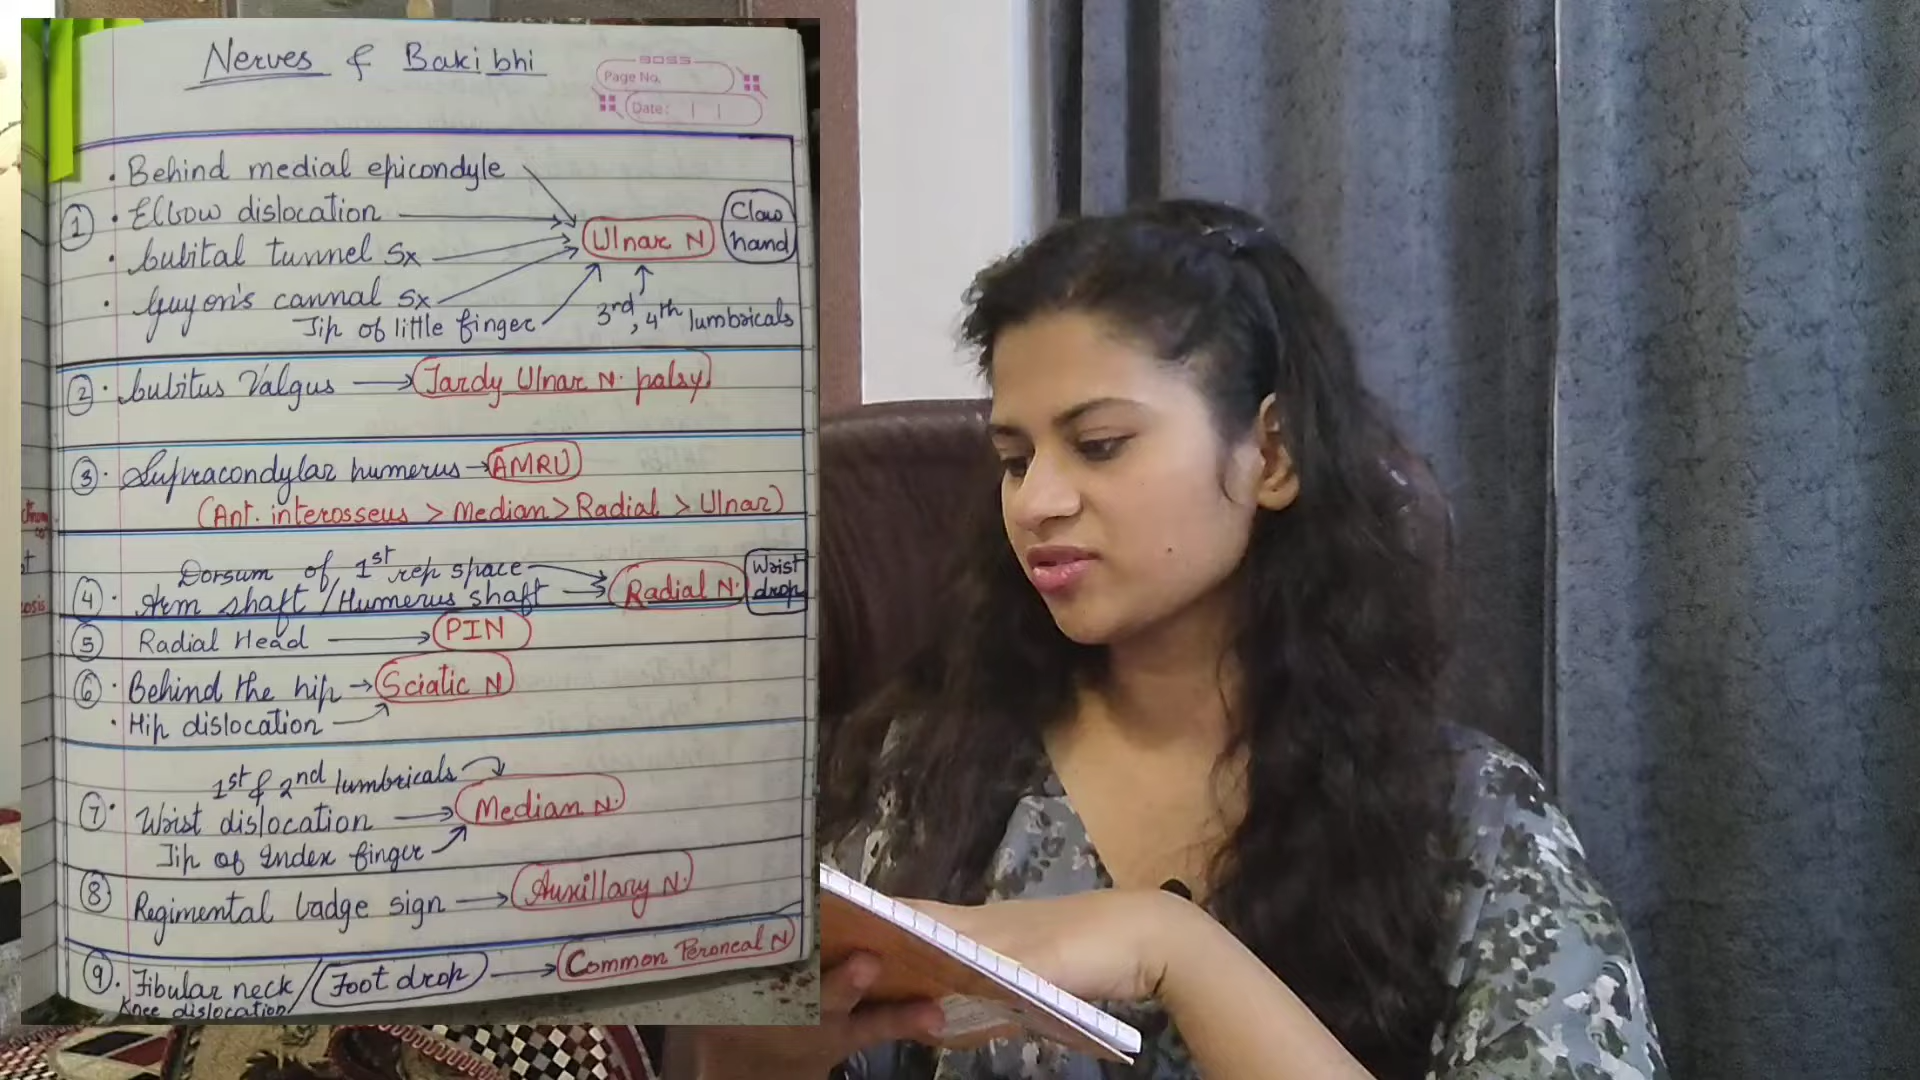 Nerves & Baki bhi
BOSS
Page No.
Date:
• Behind medial epicondyle
① • Elbow dislocation
Ulnar N
Claw hand
• Cubital tunnel Sx
• Guyon's cannal Sx
Tip of little finger
3rd, 4th lumbricals
② • Cubitus Valgus → Tardy Ulnar N. palsy
③ • Supracondylar humerus → AMRU
(Ant. interosseus > Median > Radial > Ulnar)
Dorsum of 1st rep space
④ • Arm shaft / Humerus shaft → Radial N.
Wrist drop
⑤ Radial Head → PIN
⑥ • Behind the hip → Sciatic N
• Hip dislocation
1st & 2nd lumbricals
⑦ • Wrist dislocation → Median N.
Tip of Index finger
⑧ Regimental badge sign → Auxillary N.
⑨. Fibular neck / Foot drop → Common Peroneal N
Knee dislocation